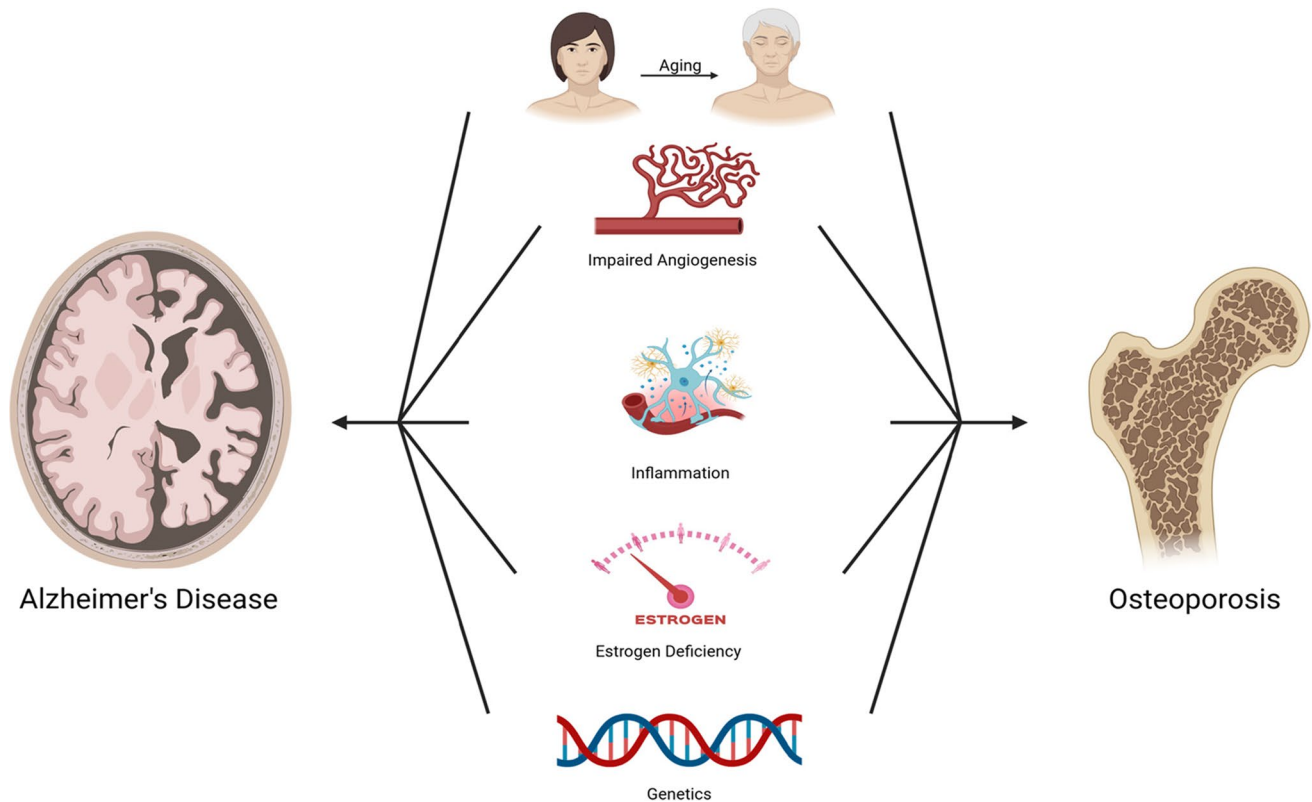 Aging
Impaired Angiogenesis
Inflammation
Alzheimer's Disease
Osteoporosis
ESTROGEN
Estrogen Deficiency
Genetics